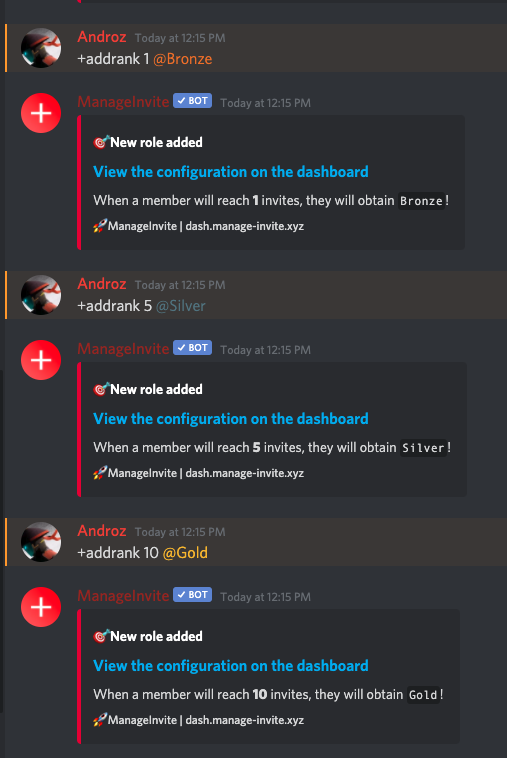 Androz Today at 12:15 PM
+addrank 1 @Bronze
ManageInvite ✓ BOT Today at 12:15 PM
🎯New role added
View the configuration on the dashboard
When a member will reach 1 invites, they will obtain Bronze!
🚀ManageInvite | dash.manage-invite.xyz
Androz Today at 12:15 PM
+addrank 5 @Silver
ManageInvite ✓ BOT Today at 12:15 PM
🎯New role added
View the configuration on the dashboard
When a member will reach 5 invites, they will obtain Silver!
🚀ManageInvite | dash.manage-invite.xyz
Androz Today at 12:15 PM
+addrank 10 @Gold
ManageInvite ✓ BOT Today at 12:15 PM
🎯New role added
View the configuration on the dashboard
When a member will reach 10 invites, they will obtain Gold!
🚀ManageInvite | dash.manage-invite.xyz